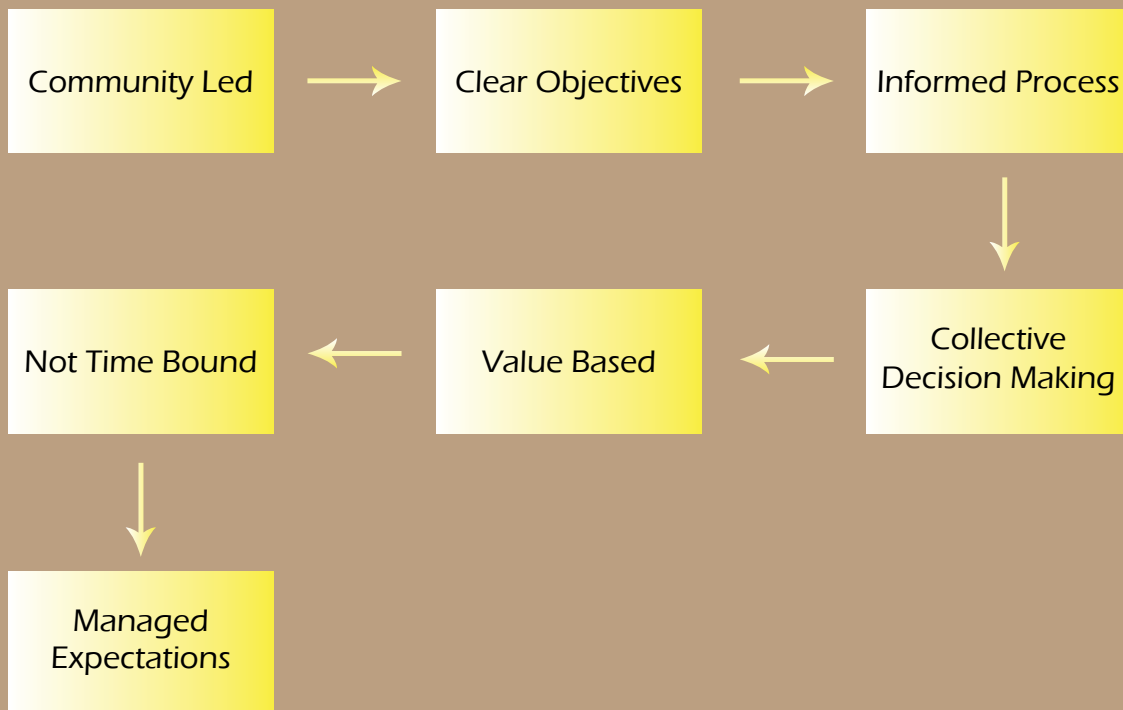 Community Led
Clear Objectives
Informed Process
Collective
Decision Making
Value Based
Not Time Bound
Managed
Expectations